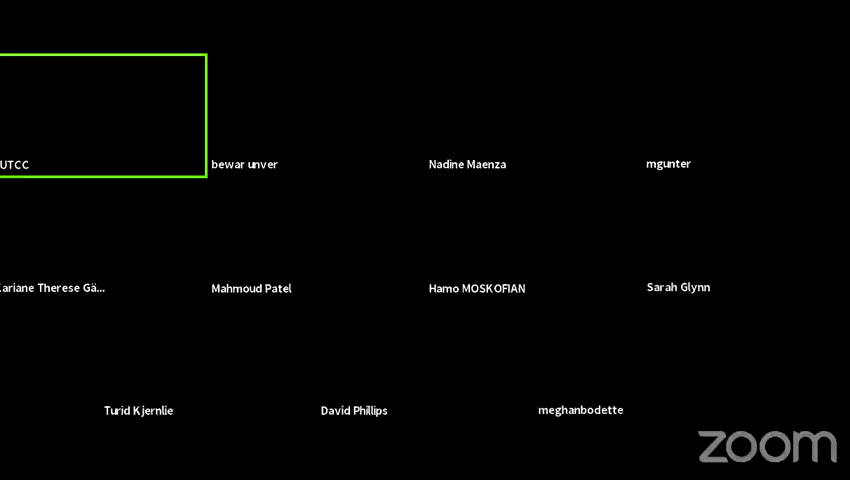 UTCC
bewar unver
Nadine Maenza
mgunter
ariane Therese Gä...
Mahmoud Patel
Hamo MOSKOFIAN
Sarah Glynn
Turid Kjernlie
David Phillips
meghanbodette
zoom